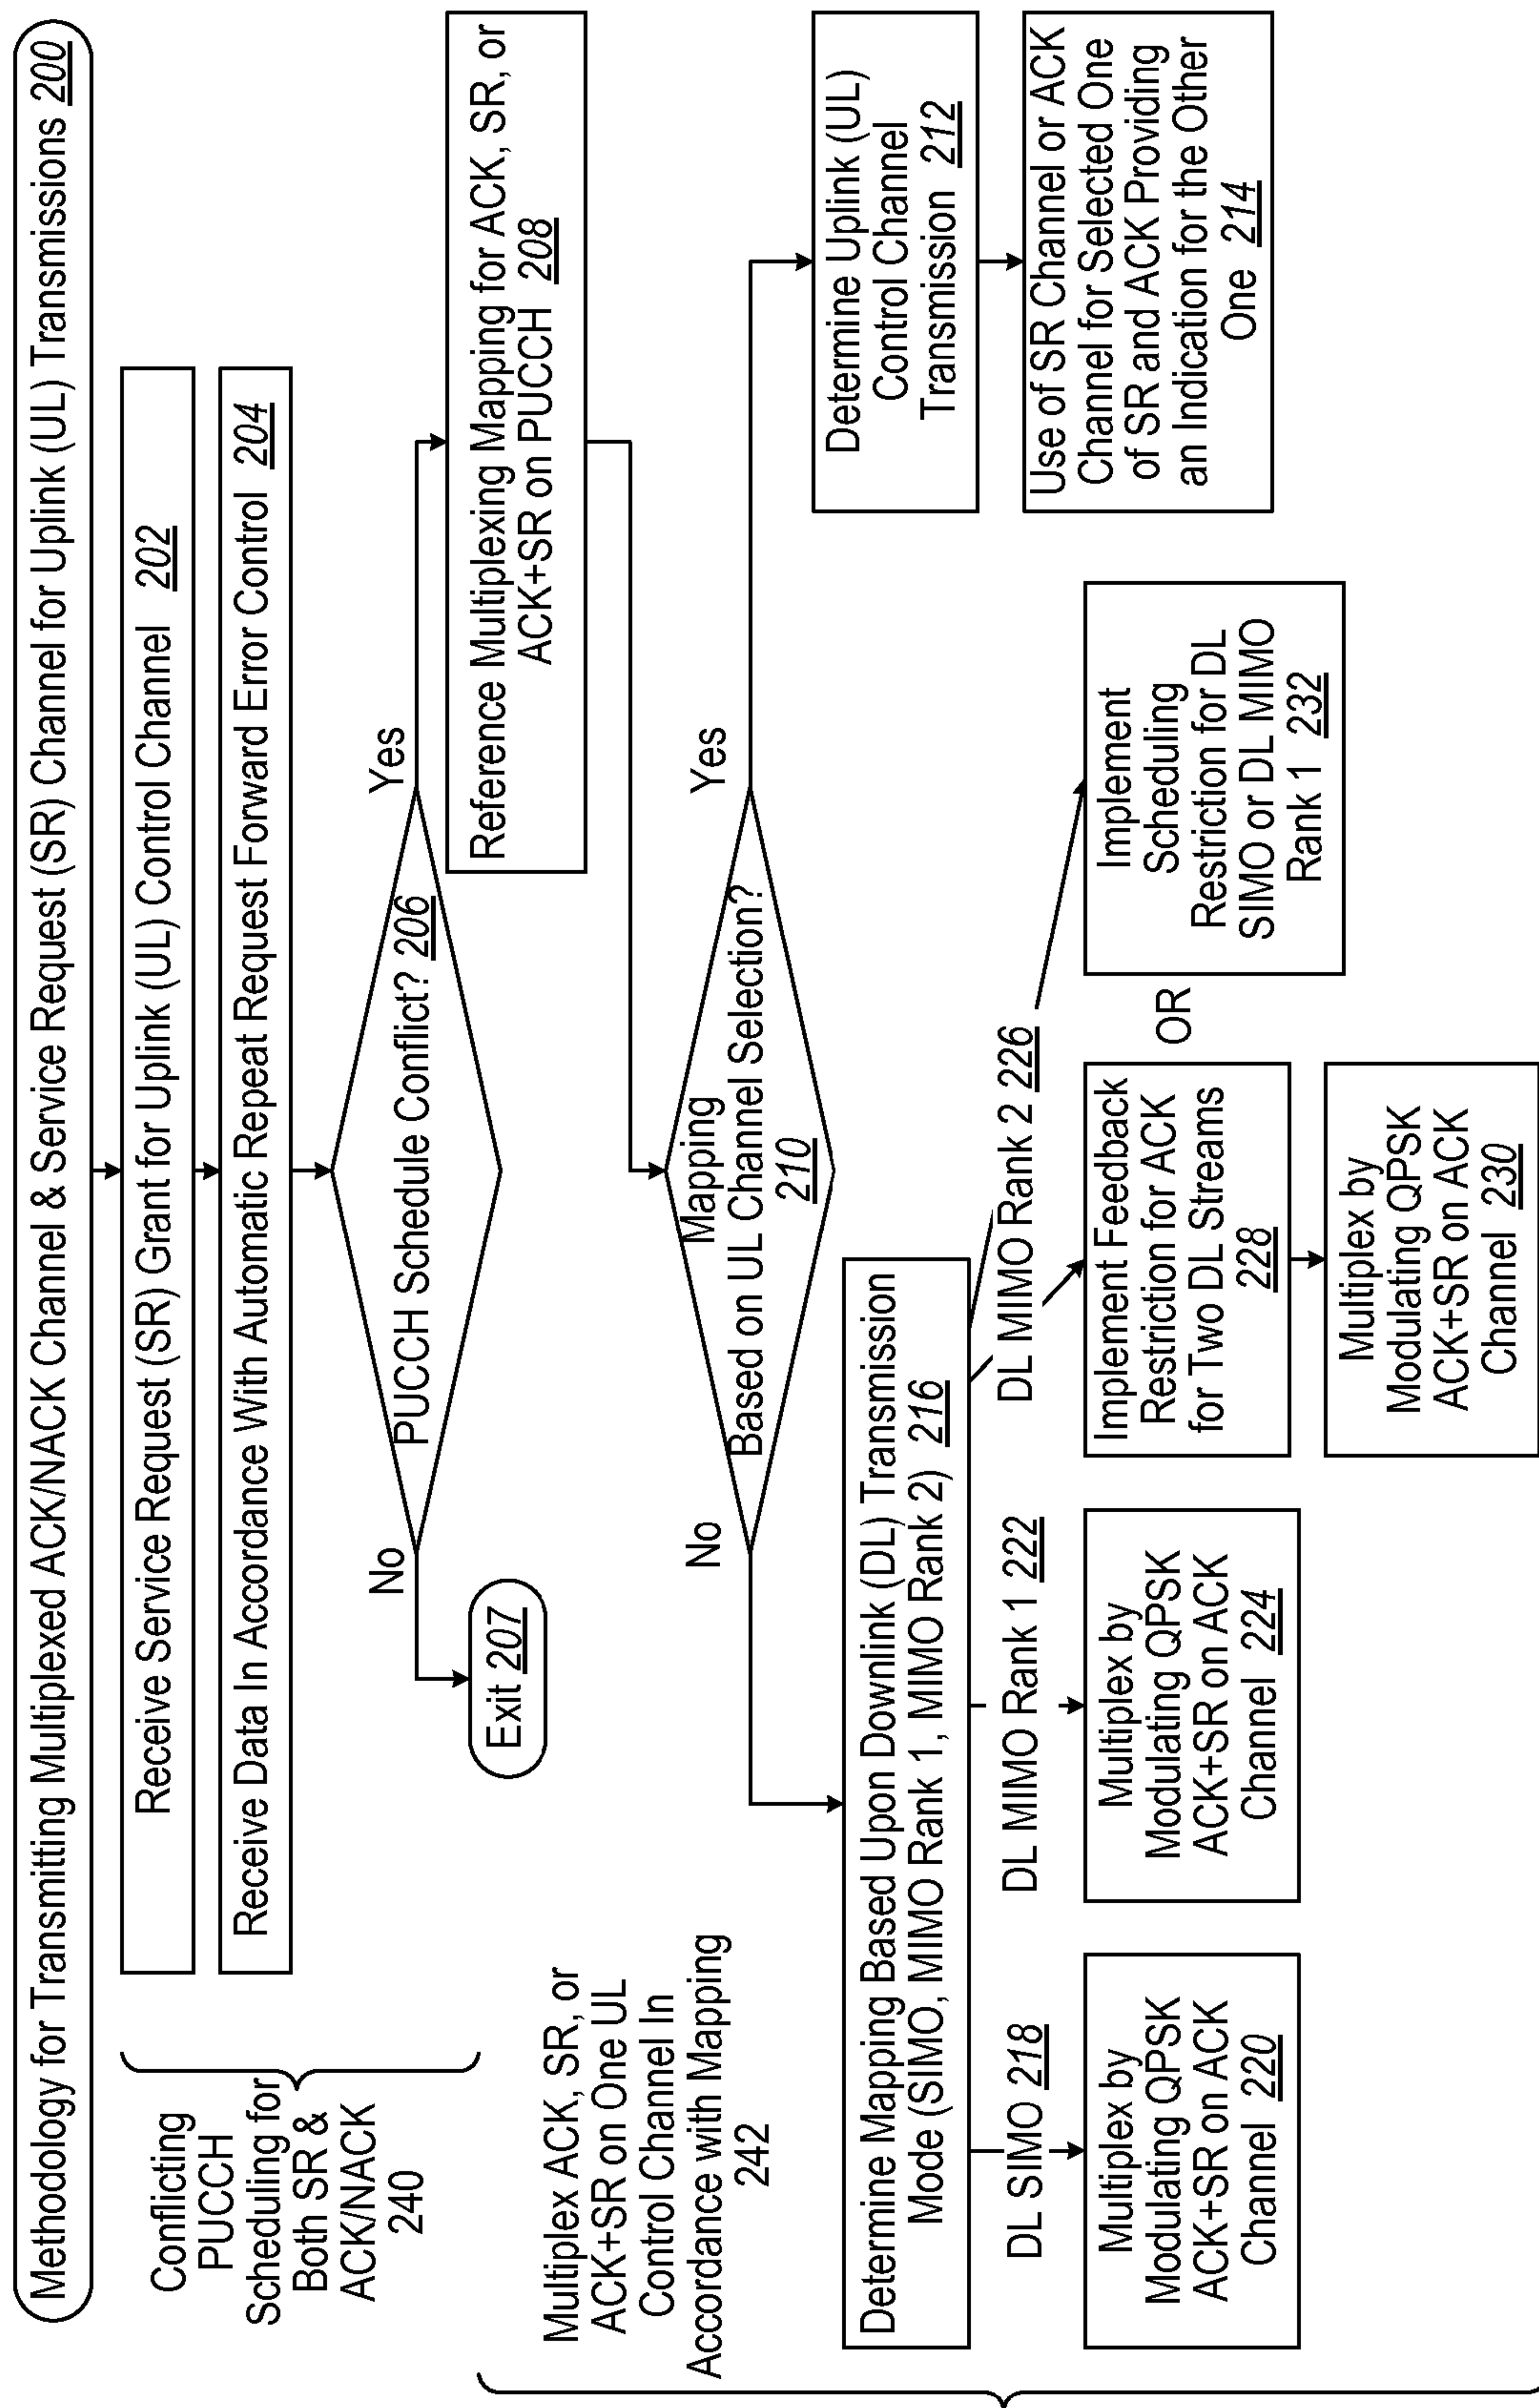 Methodology for Transmitting Multiplexed ACK/NACK Channel & Service Request (SR) Channel for Uplink (UL) Transmissions 200
Receive Service Request (SR) Grant for Uplink (UL) Control Channel 202
Receive Data In Accordance With Automatic Repeat Request Forward Error Control 204
Conflicting
PUCCH
Scheduling for
Both SR &
ACK/NACK
240
PUCCH Schedule Conflict? 206
No
Yes
Exit 207
Reference Multiplexing Mapping for ACK, SR, or
ACK+SR on PUCCH 208
Multiplex ACK, SR, or
ACK+SR on One UL
Control Channel In
Accordance with Mapping
242
Mapping
Based on UL Channel Selection?
210
No
Yes
Determine Uplink (UL)
Control Channel
Transmission 212
Use of SR Channel or ACK
Channel for Selected One
of SR and ACK Providing
an Indication for the Other
One 214
Determine Mapping Based Upon Downlink (DL) Transmission
Mode (SIMO, MIMO Rank 1, MIMO Rank 2) 216
DL SIMO 218
DL MIMO Rank 1 222
DL MIMO Rank 2 226
Multiplex by
Modulating QPSK
ACK+SR on ACK
Channel 220
Multiplex by
Modulating QPSK
ACK+SR on ACK
Channel 224
Implement Feedback
Restriction for ACK
for Two DL Streams
228
OR
Implement
Scheduling
Restriction for DL
SIMO or DL MIMO
Rank 1 232
Multiplex by
Modulating QPSK
ACK+SR on ACK
Channel 230